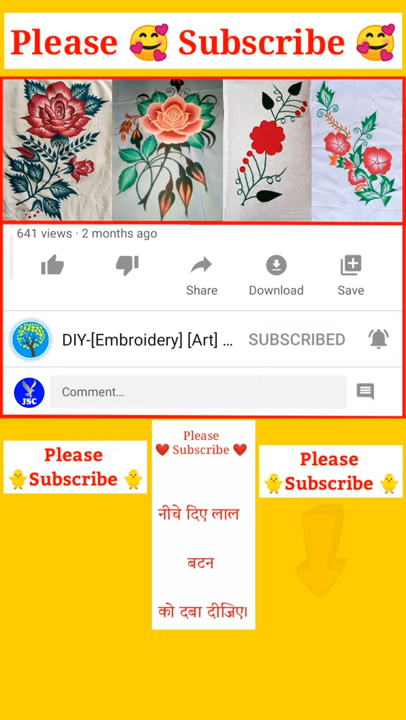 Please 🥰 Subscribe 🥰
641 views · 2 months ago
Share Download Save
DIY-[Embroidery] [Art] ... SUBSCRIBED
JSC Comment...
Please
❤️ Subscribe ❤️
Please
🐥Subscribe 🐥
Please
🐥Subscribe 🐥
नीचे दिए लाल
बटन
को दबा दीजिए।